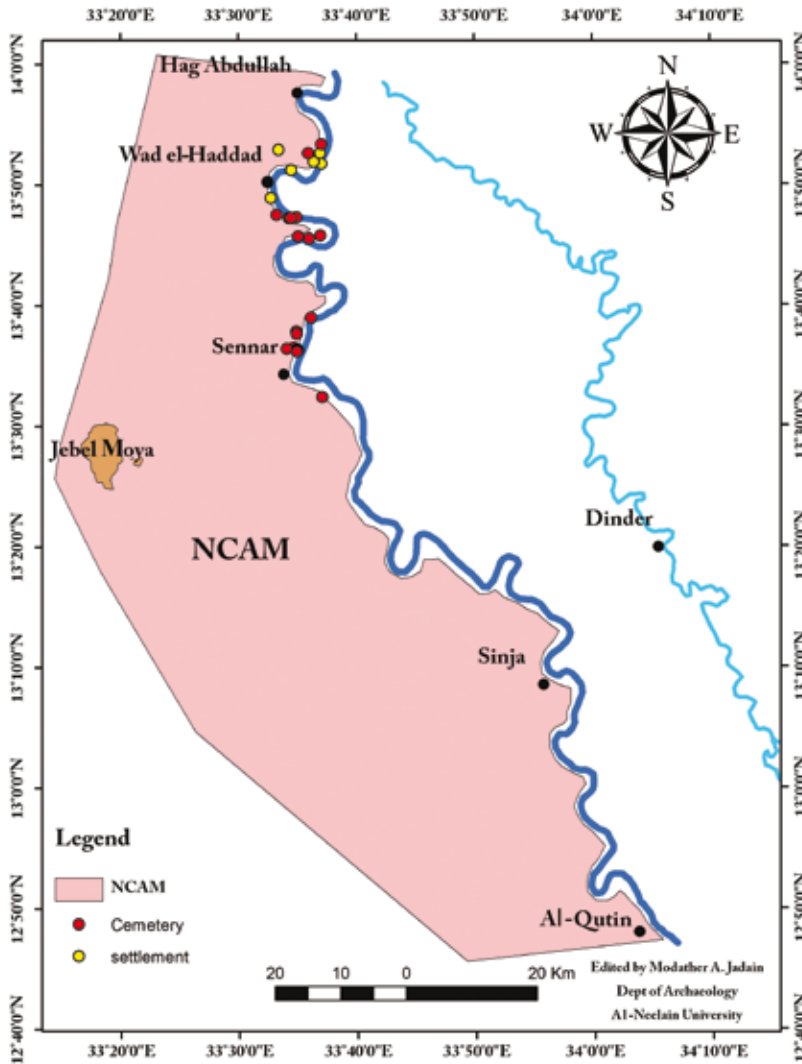 33°20'0"E 33°30'0"E 33°40'0"E 33°50'0"E 34°0'0"E 34°10'0"E
14°0'0"N
Hag Abdullah
N
W E
S
Wad el-Haddad
13°50'0"N
13°40'0"N
Sennar
13°30'0"N
Jebel Moya
Dinder
NCAM
13°20'0"N
Sinja
13°10'0"N
13°0'0"N
Legend
NCAM
Cemetery
settlement
12°50'0"N
Al-Qutin
20 10 0 20 Km
Edited by Modather A. Jadain
Dept of Archaeology
Al-Neelain University
12°40'0"N
33°20'0"E 33°30'0"E 33°40'0"E 33°50'0"E 34°0'0"E 34°10'0"E